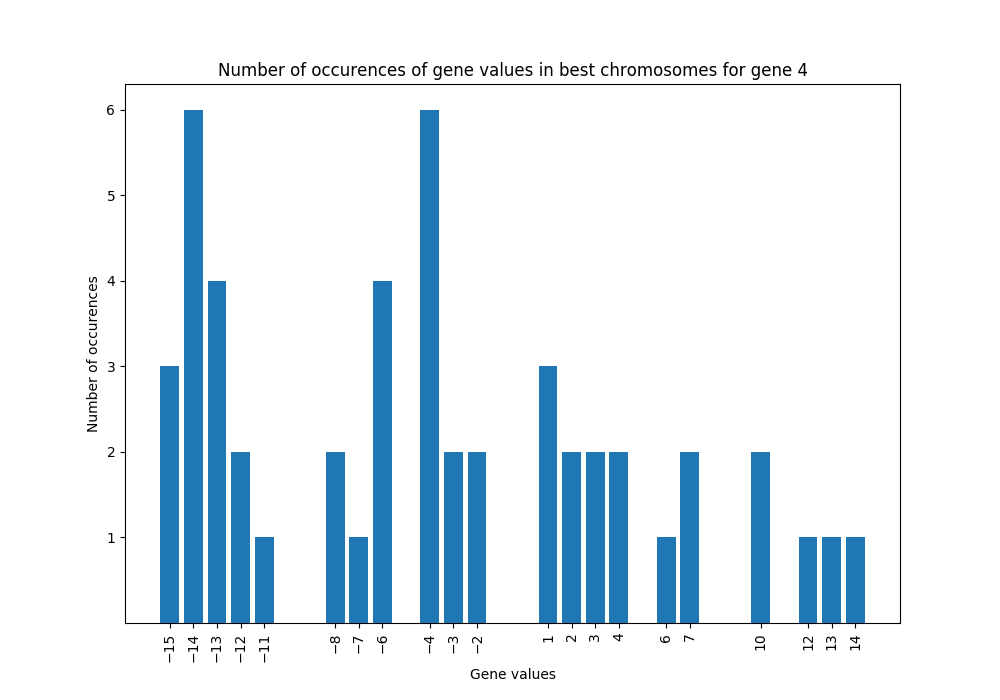 Number of occurences of gene values in best chromosomes for gene 4
6
5
4
3
2
1
Number of occurences
−15 −14 −13 −12 −11 −8 −7 −6 −4 −3 −2 1 2 3 4 6 7 10 12 13 14
Gene values